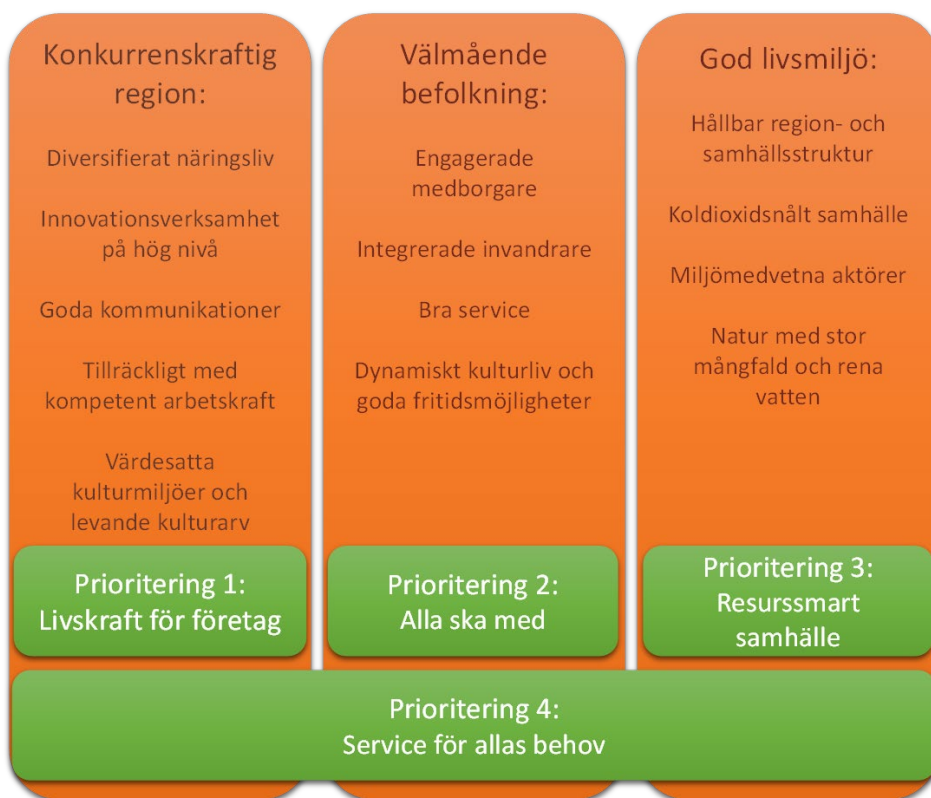 Konkurrenskraftig
region:
Diversifierat näringsliv
Innovationsverksamhet
på hög nivå
Goda kommunikationer
Tillräckligt med
kompetent arbetskraft
Värdesatta
kulturmiljöer och
levande kulturarv
Prioritering 1:
Livskraft för företag
Välmående
befolkning:
Engagerade
medborgare
Integrerade invandrare
Bra service
Dynamiskt kulturliv och
goda fritidsmöjligheter
Prioritering 2:
Alla ska med
God livsmiljö:
Hållbar region- och
samhällsstruktur
Koldioxidsnålt samhälle
Miljömedvetna aktörer
Natur med stor
mångfald och rena
vatten
Prioritering 3:
Resurssmart
samhälle
Prioritering 4:
Service för allas behov